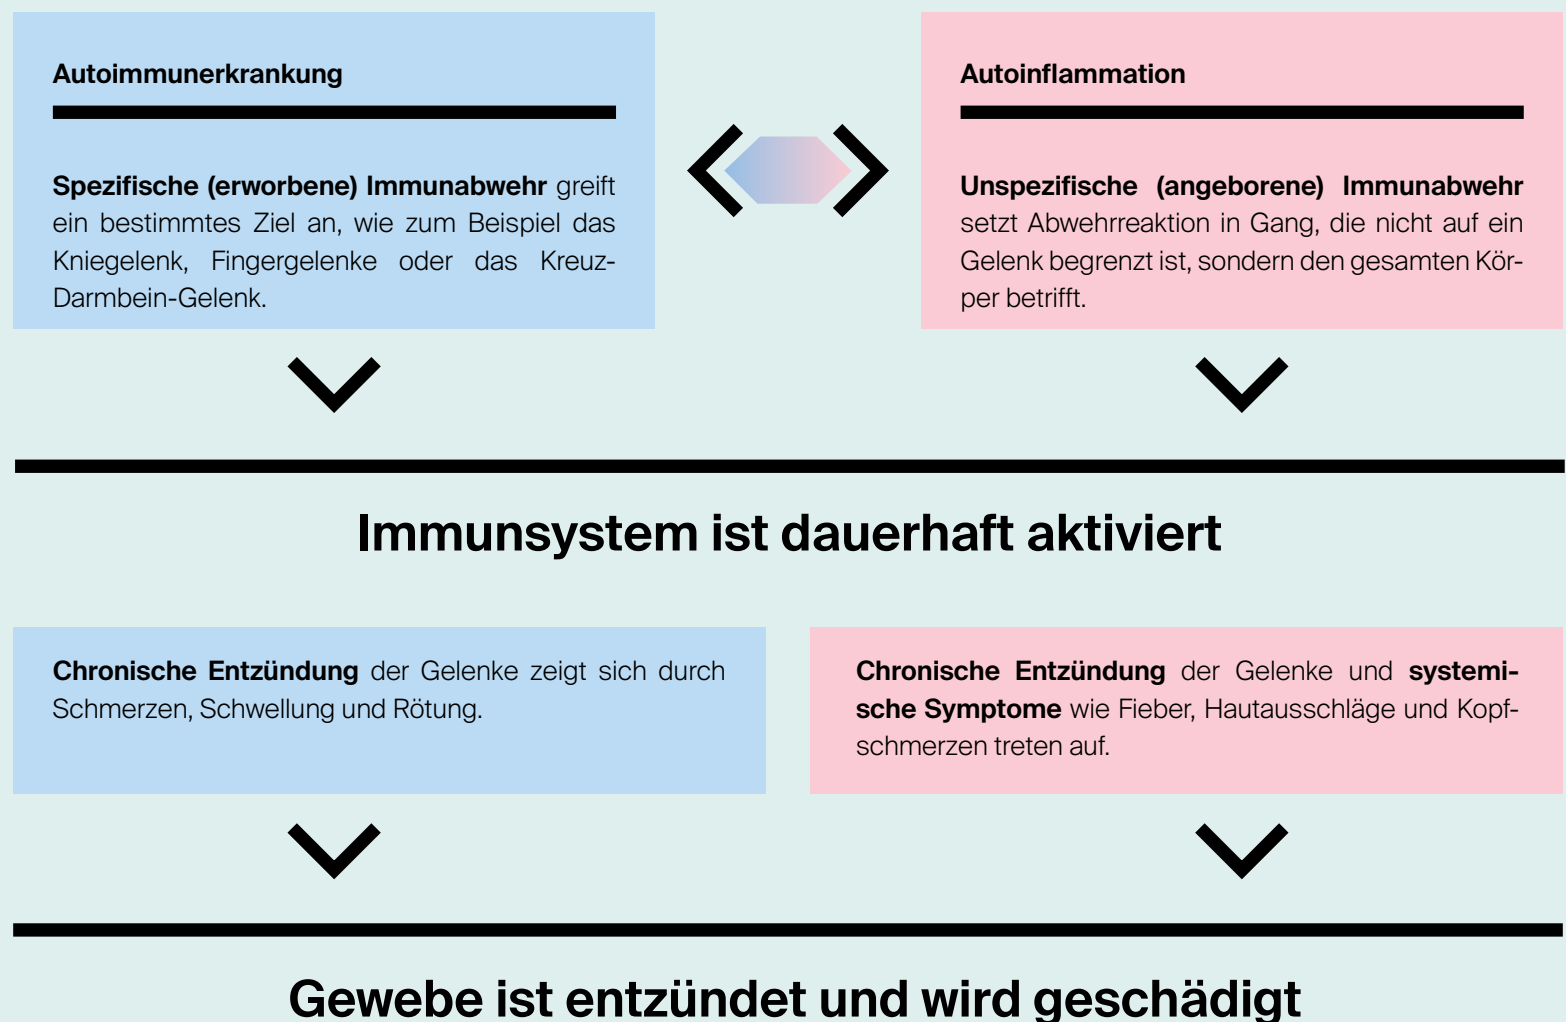 Autoimmunerkrankung
Spezifische (erworbene) Immunabwehr greift
ein bestimmtes Ziel an, wie zum Beispiel das
Kniegelenk, Fingergelenke oder das Kreuz-
Darmbein-Gelenk.
Autoinflammation
Unspezifische (angeborene) Immunabwehr
setzt Abwehrreaktion in Gang, die nicht auf ein
Gelenk begrenzt ist, sondern den gesamten Kör-
per betrifft.
Immunsystem ist dauerhaft aktiviert
Chronische Entzündung der Gelenke zeigt sich durch
Schmerzen, Schwellung und Rötung.
Chronische Entzündung der Gelenke und systemi-
sche Symptome wie Fieber, Hautausschläge und Kopf-
schmerzen treten auf.
Gewebe ist entzündet und wird geschädigt